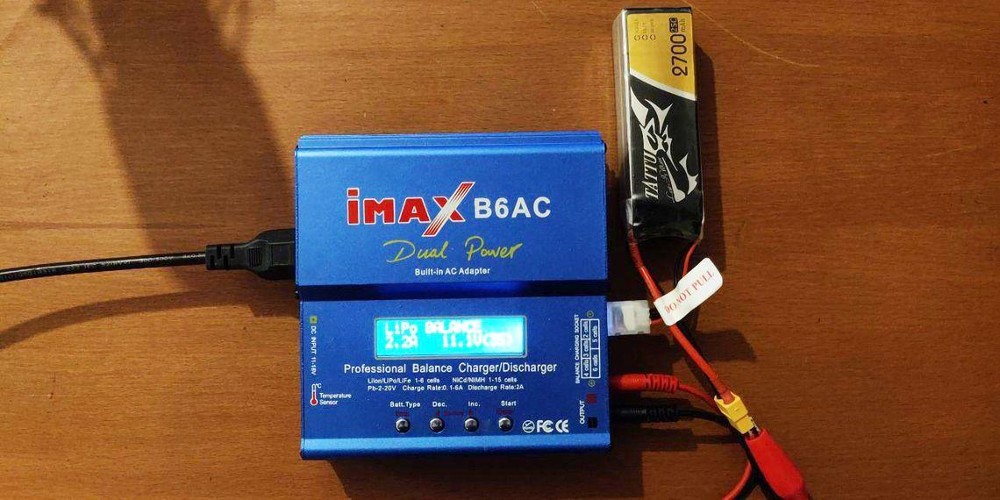 iMAX B6AC
Dual Power
Built-in AC Adapter
LiPo BALANCE
2.2A 11.1V(3S)
Professional Balance Charger/Discharger
LiIon/LiPo/LiFe 1-6 cells NiCd/NiMH 1-15 cells
Pb-2-20V Charge Rate:0.1-6A Discharge Rate:2A
Batt.Type Dec. Inc. Start
Stop
DC INPUT 11-18V
°C
Temperature
Sensor
BALANCE CHARGING SOCKET
4 cells 3 cells 2 cells
6 cells 5 cells
OUTPUT
FC CE
2700 mAh
25C
TATTU
DO NOT PULL